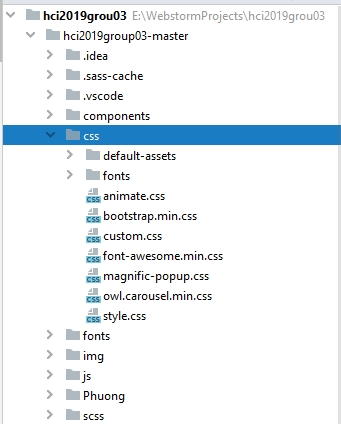 hci2019grou03 E:\WebstormProjects\hci2019grou03
hci2019group03-master
.idea
.sass-cache
.vscode
components
css
default-assets
fonts
animate.css
bootstrap.min.css
custom.css
font-awesome.min.css
magnific-popup.css
owl.carousel.min.css
style.css
fonts
img
js
Phuong
scss